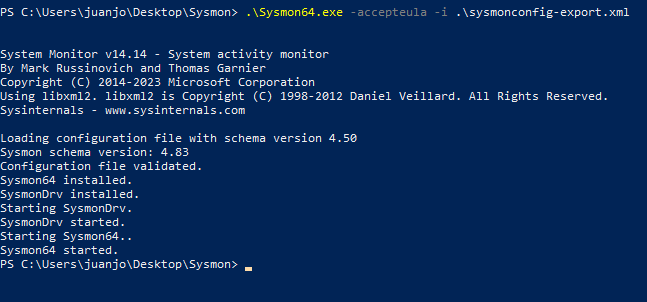 PS C:\Users\juanjo\Desktop\Sysmon> .\Sysmon64.exe -accepteula -i .\sysmonconfig-export.xml
System Monitor v14.14 - System activity monitor
By Mark Russinovich and Thomas Garnier
Copyright (C) 2014-2023 Microsoft Corporation
Using libxml2. libxml2 is Copyright (C) 1998-2012 Daniel Veillard. All Rights Reserved.
Sysinternals - www.sysinternals.com
Loading configuration file with schema version 4.50
Sysmon schema version: 4.83
Configuration file validated.
Sysmon64 installed.
SysmonDrv installed.
Starting SysmonDrv.
SysmonDrv started.
Starting Sysmon64..
Sysmon64 started.
PS C:\Users\juanjo\Desktop\Sysmon>